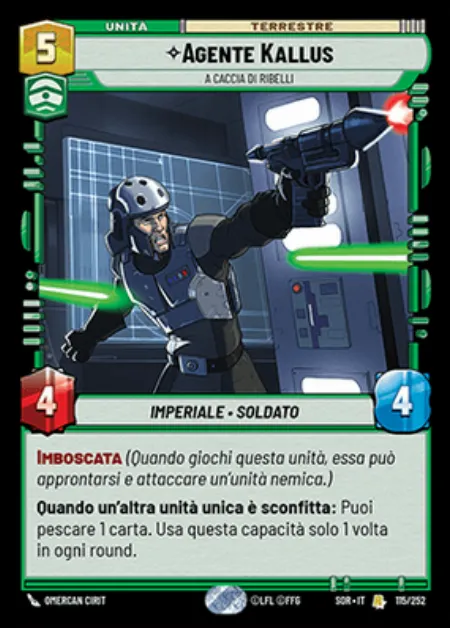 UNITÀ
TERRESTRE
5
AGENTE KALLUS
A CACCIA DI RIBELLI
4
IMPERIALE • SOLDATO
4
IMBOSCATA (Quando giochi questa unità, essa può
approntarsi e attaccare un'unità nemica.)
Quando un'altra unità unica è sconfitta: Puoi
pescare 1 carta. Usa questa capacità solo 1 volta
in ogni round.
OMERCAN CIRIT
©LFL ©FFG
SOR • IT
R
115/252